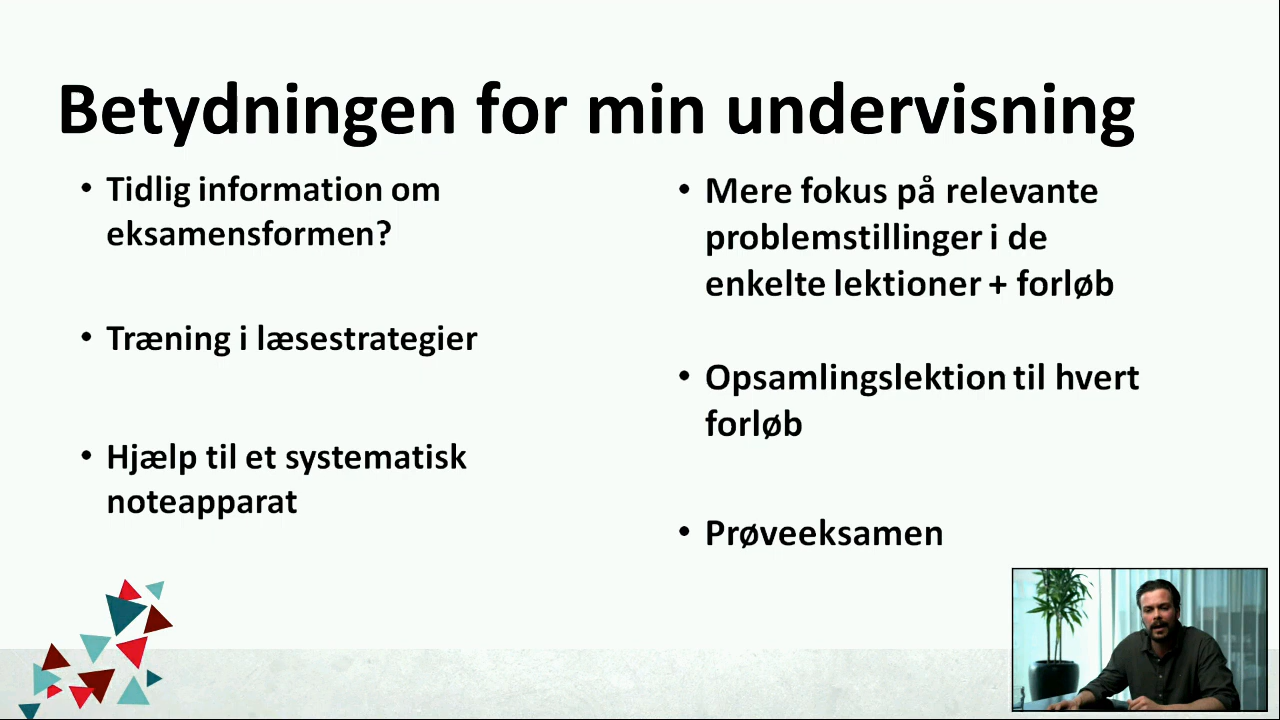 Betydningen for min undervisning
• Tidlig information om
eksamensformen?
• Træning i læsestrategier
• Hjælp til et systematisk
noteapparat
• Mere fokus på relevante
problemstillinger i de
enkelte lektioner + forløb
• Opsamlingslektion til hvert
forløb
• Prøveeksamen